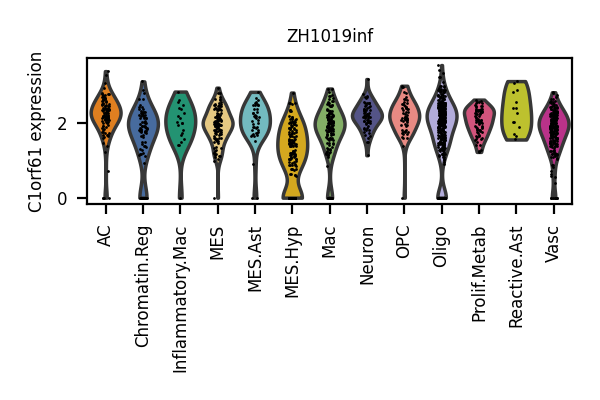 ZH1019inf
C1orf61 expression
2
0
AC
Chromatin.Reg
Inflammatory.Mac
MES
MES.Ast
MES.Hyp
Mac
Neuron
OPC
Oligo
Prolif.Metab
Reactive.Ast
Vasc